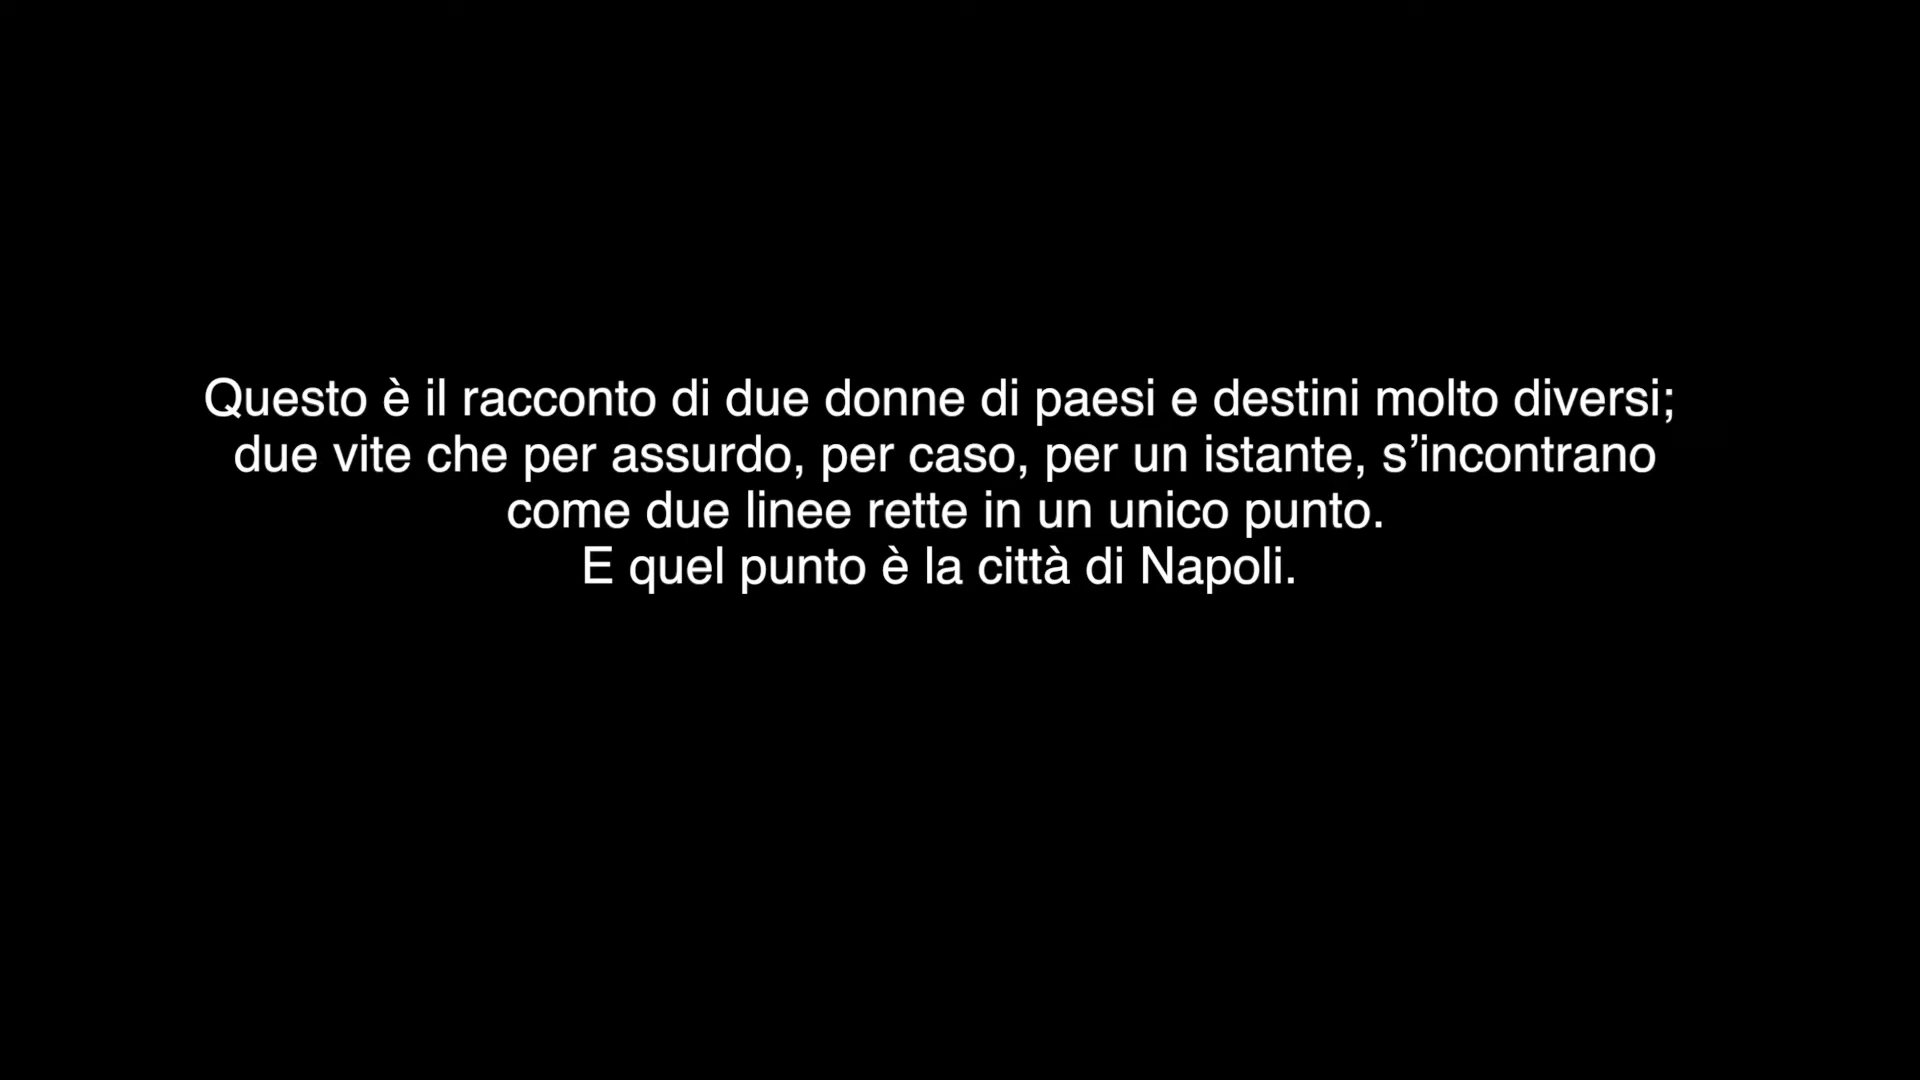 Questo è il racconto di due donne di paesi e destini molto diversi;
due vite che per assurdo, per caso, per un istante, s’incontrano
come due linee rette in un unico punto.
E quel punto è la città di Napoli.